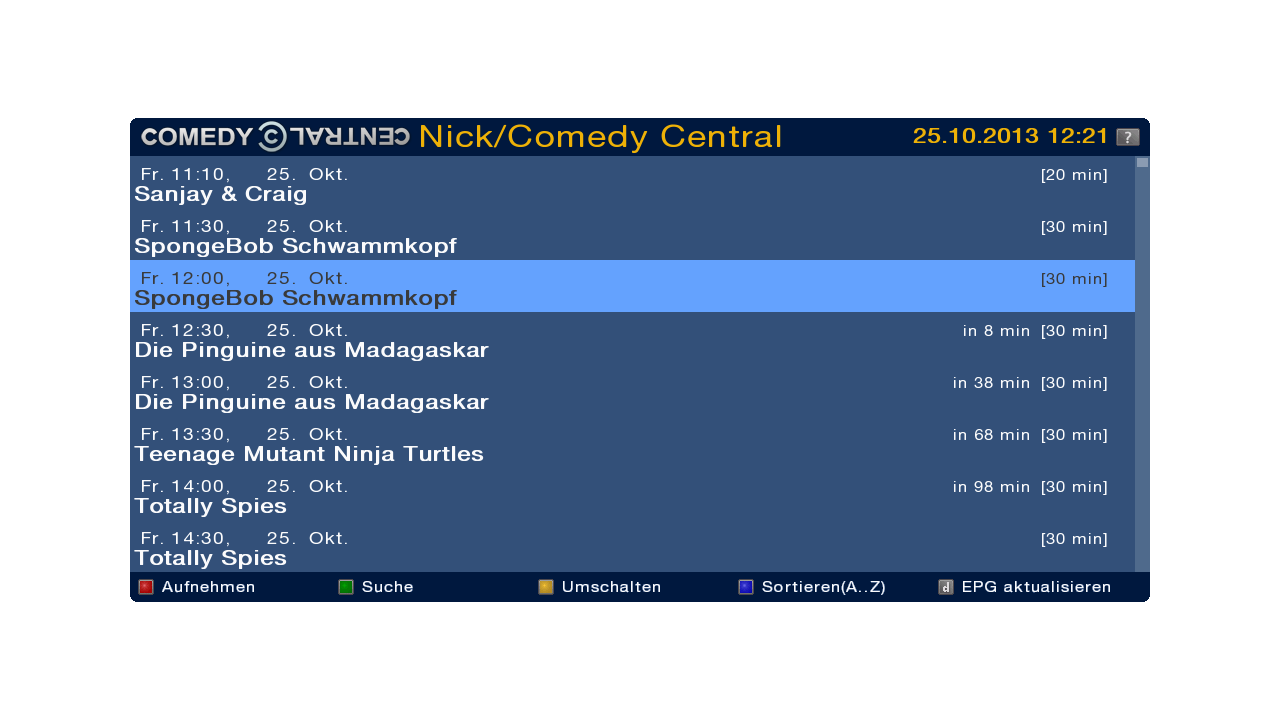 COMEDY CENTRAL Nick/Comedy Central 25.10.2013 12:21 ?
Fr. 11:10, 25. Okt. [20 min]
Sanjay & Craig
Fr. 11:30, 25. Okt. [30 min]
SpongeBob Schwammkopf
Fr. 12:00, 25. Okt. [30 min]
SpongeBob Schwammkopf
Fr. 12:30, 25. Okt. in 8 min [30 min]
Die Pinguine aus Madagaskar
Fr. 13:00, 25. Okt. in 38 min [30 min]
Die Pinguine aus Madagaskar
Fr. 13:30, 25. Okt. in 68 min [30 min]
Teenage Mutant Ninja Turtles
Fr. 14:00, 25. Okt. in 98 min [30 min]
Totally Spies
Fr. 14:30, 25. Okt. [30 min]
Totally Spies
Aufnehmen Suche Umschalten Sortieren(A..Z) d EPG aktualisieren